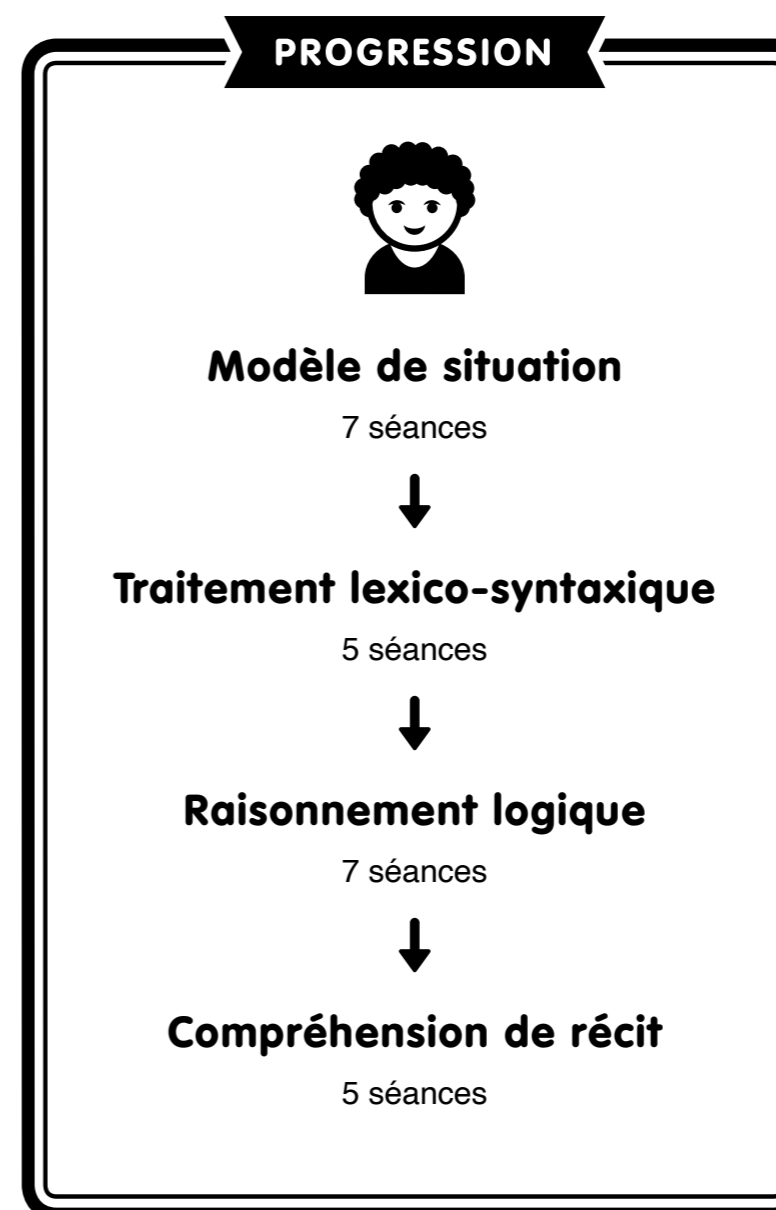 PROGRESSION
Modèle de situation
7 séances
Traitement lexico-syntaxique
5 séances
Raisonnement logique
7 séances
Compréhension de récit
5 séances